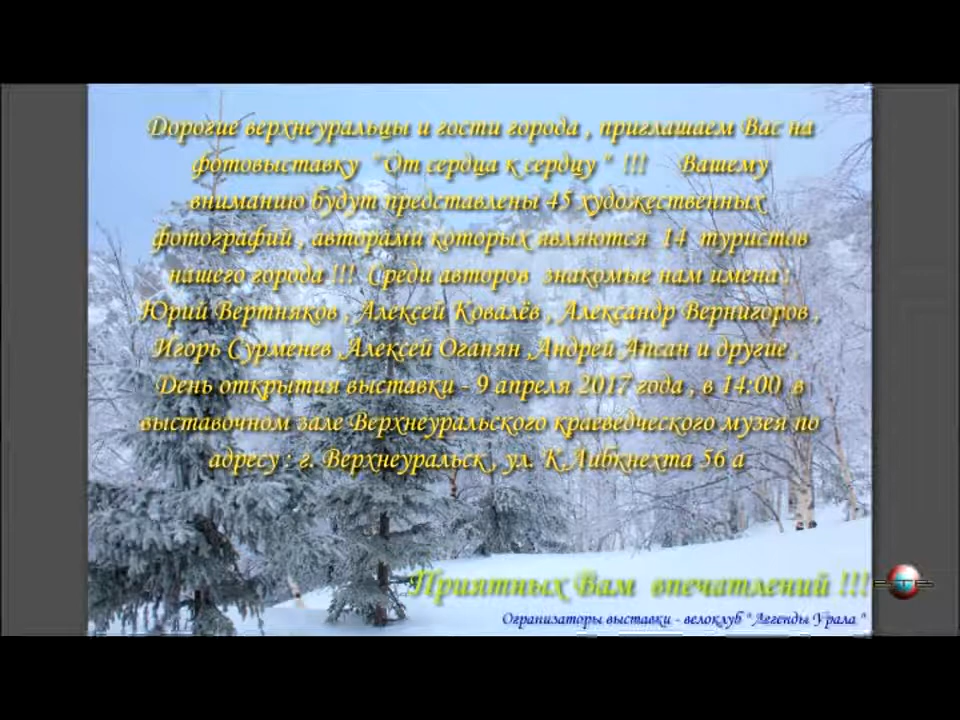 Дорогие верхнеуральцы и гости города , приглашаем Вас на
фотовыставку " От сердца к сердцу " !!! Вашему
вниманию будут представлены 45 художественных
фотографий , авторами которых являются 14 туристов
нашего города !!! Среди авторов знакомые нам имена :
Юрий Вертняков , Алексей Ковалёв , Александр Вернигоров ,
Игорь Сурменев ,Алексей Оганян ,Андрей Апсан и другие .
День открытия выставки - 9 апреля 2017 года , в 14:00 в
выставочном зале Верхнеуральского краеведческого музея по
адресу : г. Верхнеуральск , ул. К.Либкнехта 56 а
Приятных Вам впечатлений !!!
Огранизаторы выставки - велоклуб " Легенды Урала "